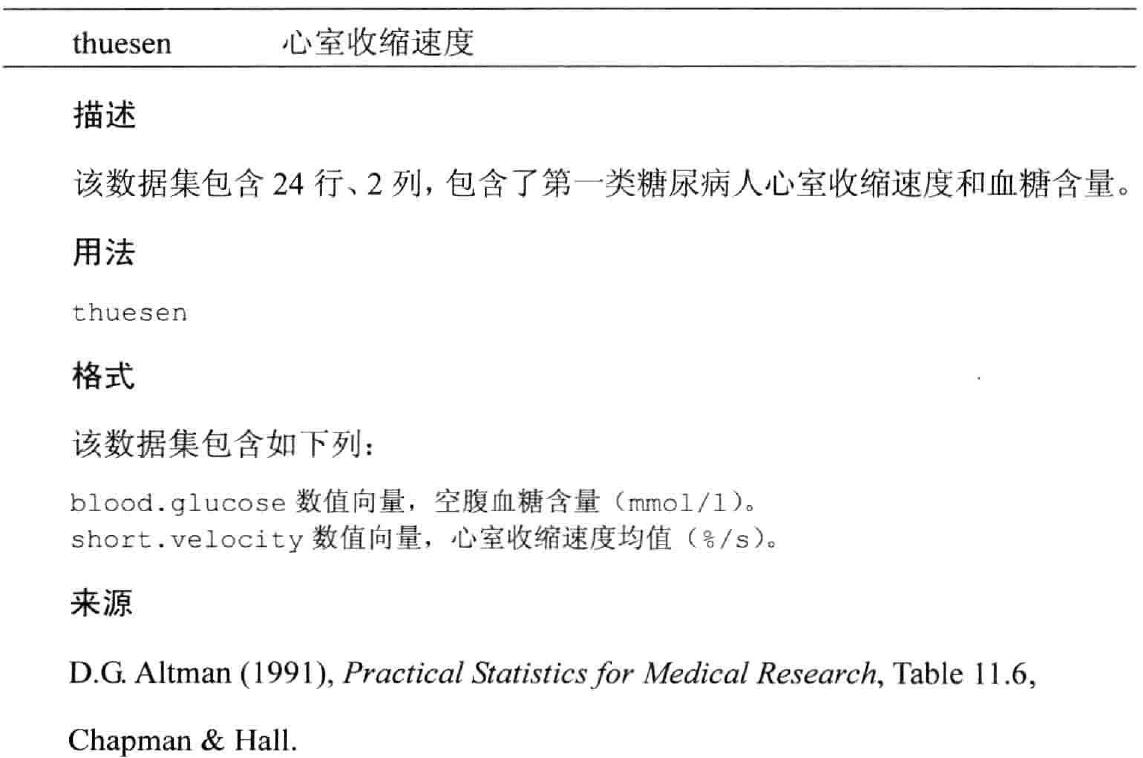 thuesen 心室收缩速度
描述
该数据集包含 24 行、2 列，包含了第一类糖尿病人心室收缩速度和血糖含量。
用法
thuesen
格式
该数据集包含如下列：
blood.glucose 数值向量，空腹血糖含量（mmol/l）。
short.velocity 数值向量，心室收缩速度均值（%/s）。
来源
D.G. Altman (1991), Practical Statistics for Medical Research, Table 11.6,
Chapman & Hall.